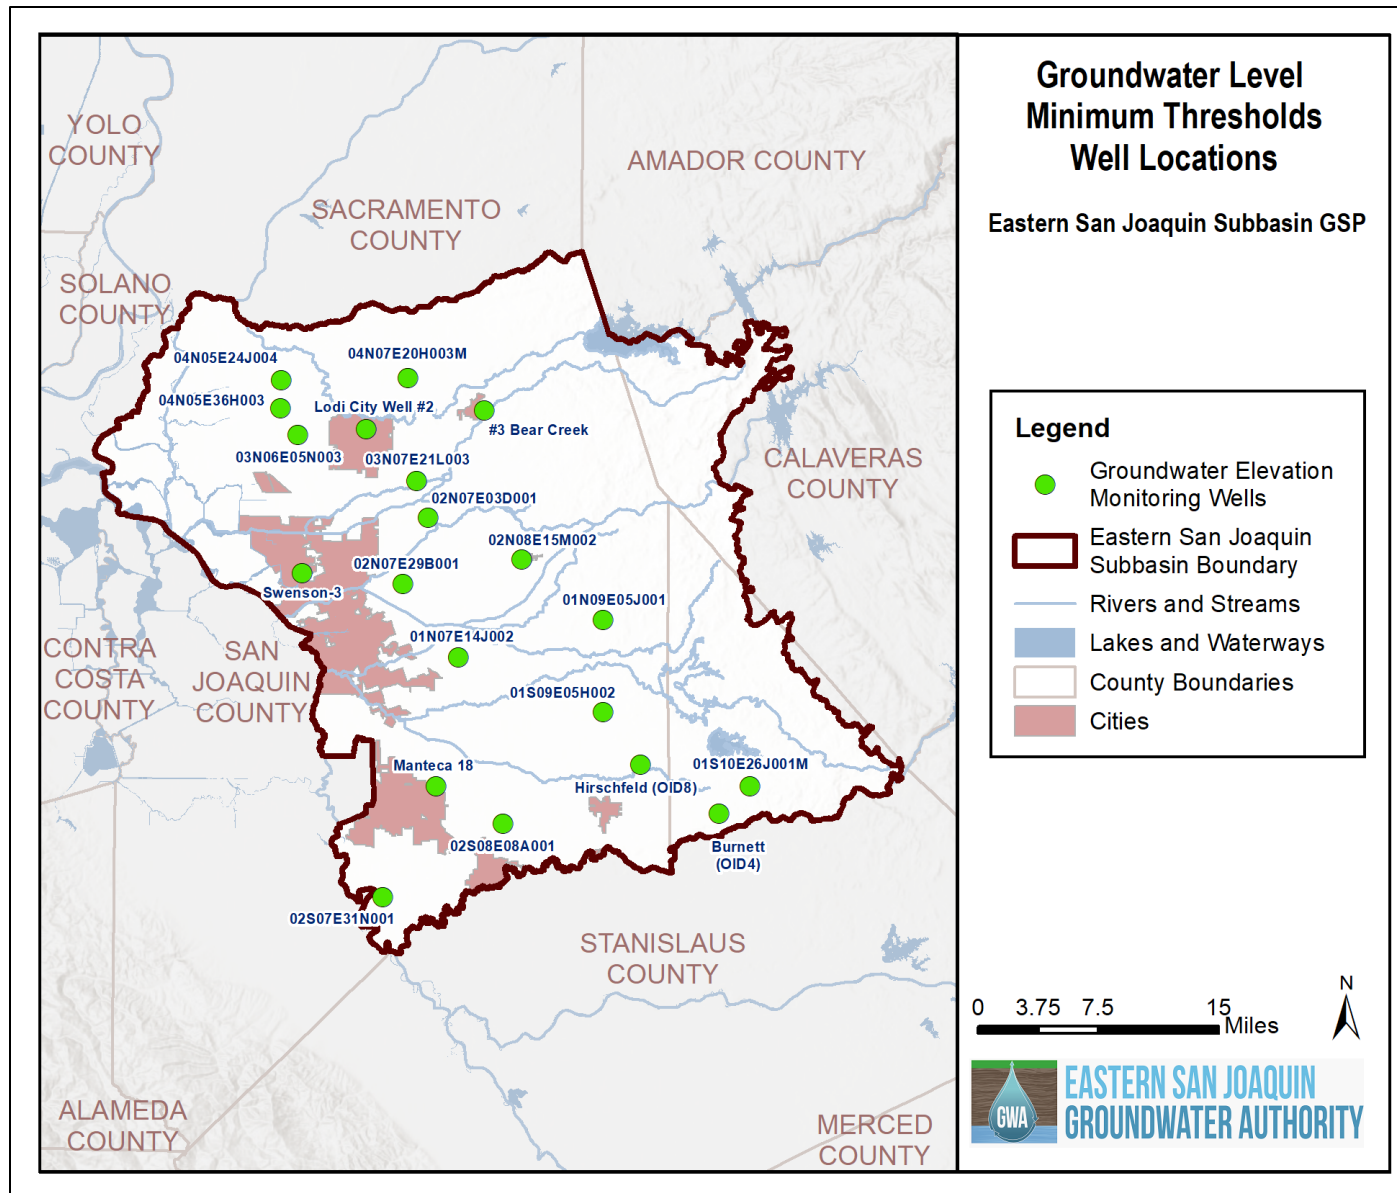 Groundwater Level
Minimum Thresholds
Well Locations
Eastern San Joaquin Subbasin GSP
YOLO
COUNTY
AMADOR COUNTY
SACRAMENTO
COUNTY
SOLANO
COUNTY
04N05E24J004
04N07E20H003M
04N05E36H003
Lodi City Well #2
#3 Bear Creek
03N06E05N003
03N07E21L003
CALAVERAS
COUNTY
02N07E03D001
02N08E15M002
02N07E29B001
Swenson-3
01N09E05J001
01N07E14J002
CONTRA
COSTA
COUNTY
SAN
JOAQUIN
COUNTY
01S09E05H002
Manteca 18
01S10E26J001M
Hirschfeld (OID8)
02S08E08A001
Burnett
(OID4)
02S07E31N001
STANISLAUS
COUNTY
ALAMEDA
COUNTY
MERCED
COUNTY
Legend
Groundwater Elevation
Monitoring Wells
Eastern San Joaquin
Subbasin Boundary
Rivers and Streams
Lakes and Waterways
County Boundaries
Cities
N
0 3.75 7.5 15
Miles
GWA
EASTERN SAN JOAQUIN
GROUNDWATER AUTHORITY